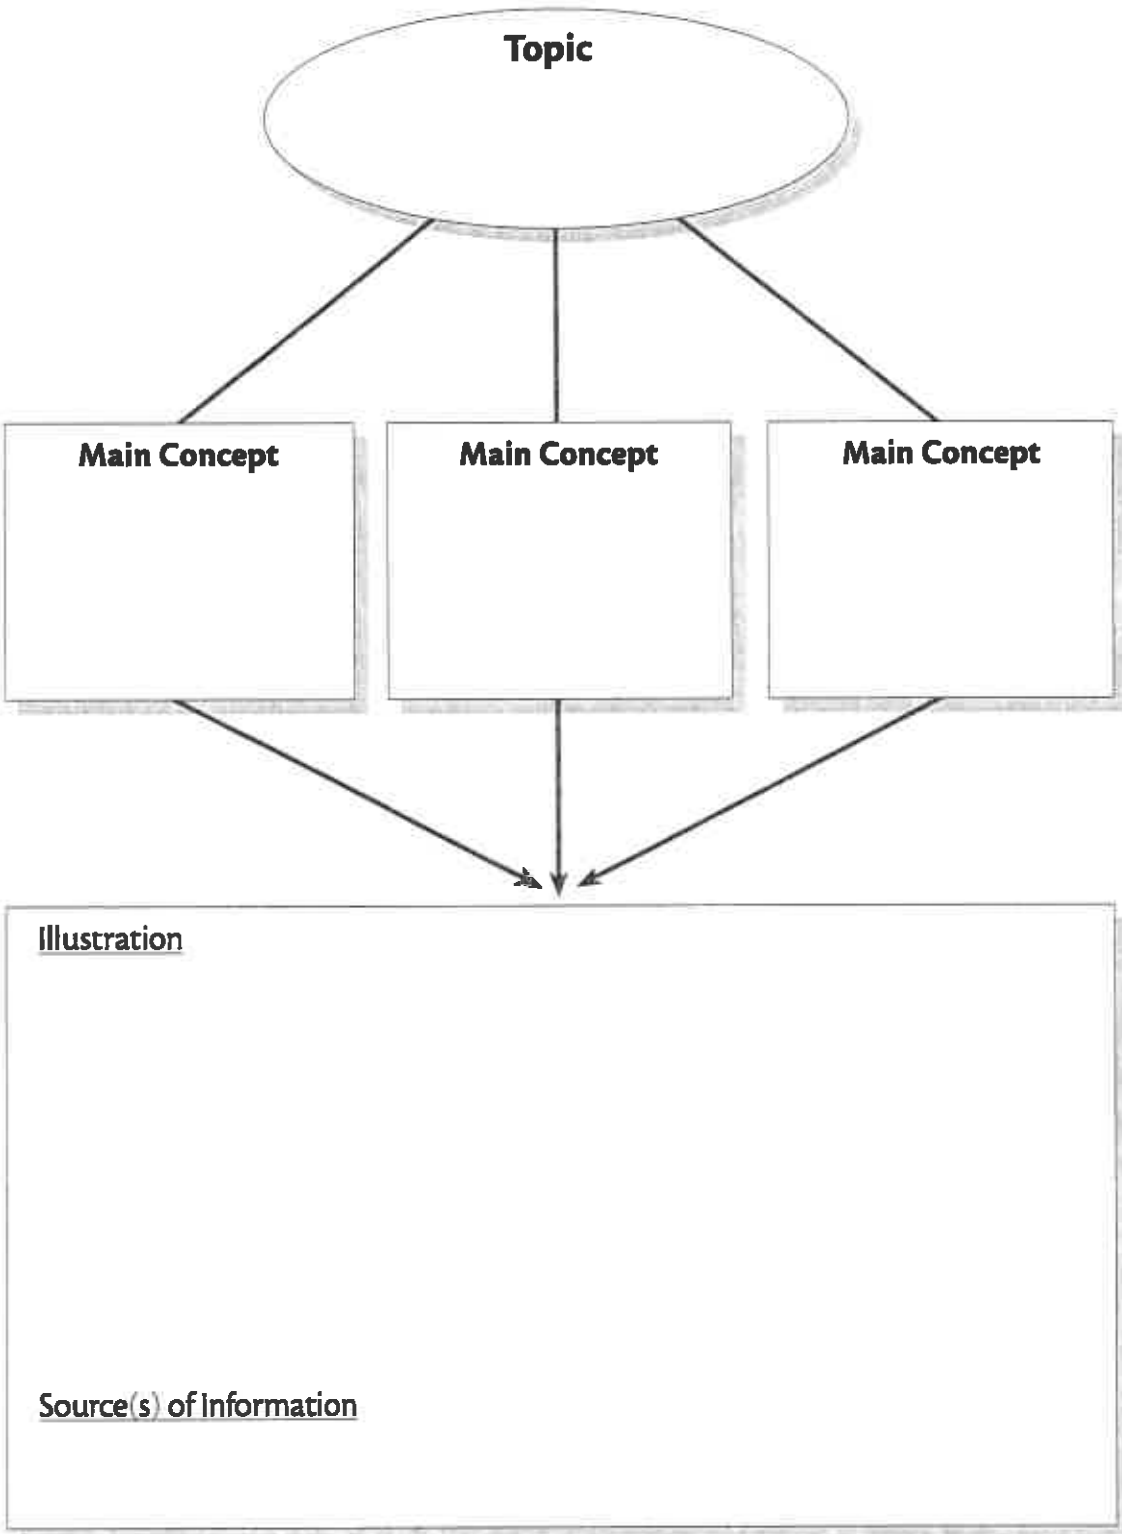 Topic
Main Concept
Main Concept
Main Concept
Illustration
Source(s) of Information